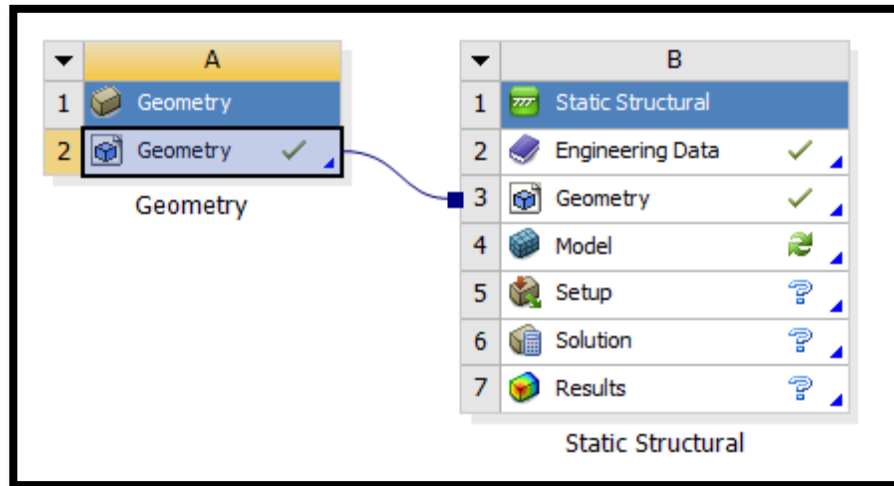 A
1 Geometry
2 Geometry
Geometry
B
1 Static Structural
2 Engineering Data
3 Geometry
4 Model
5 Setup
6 Solution
7 Results
Static Structural